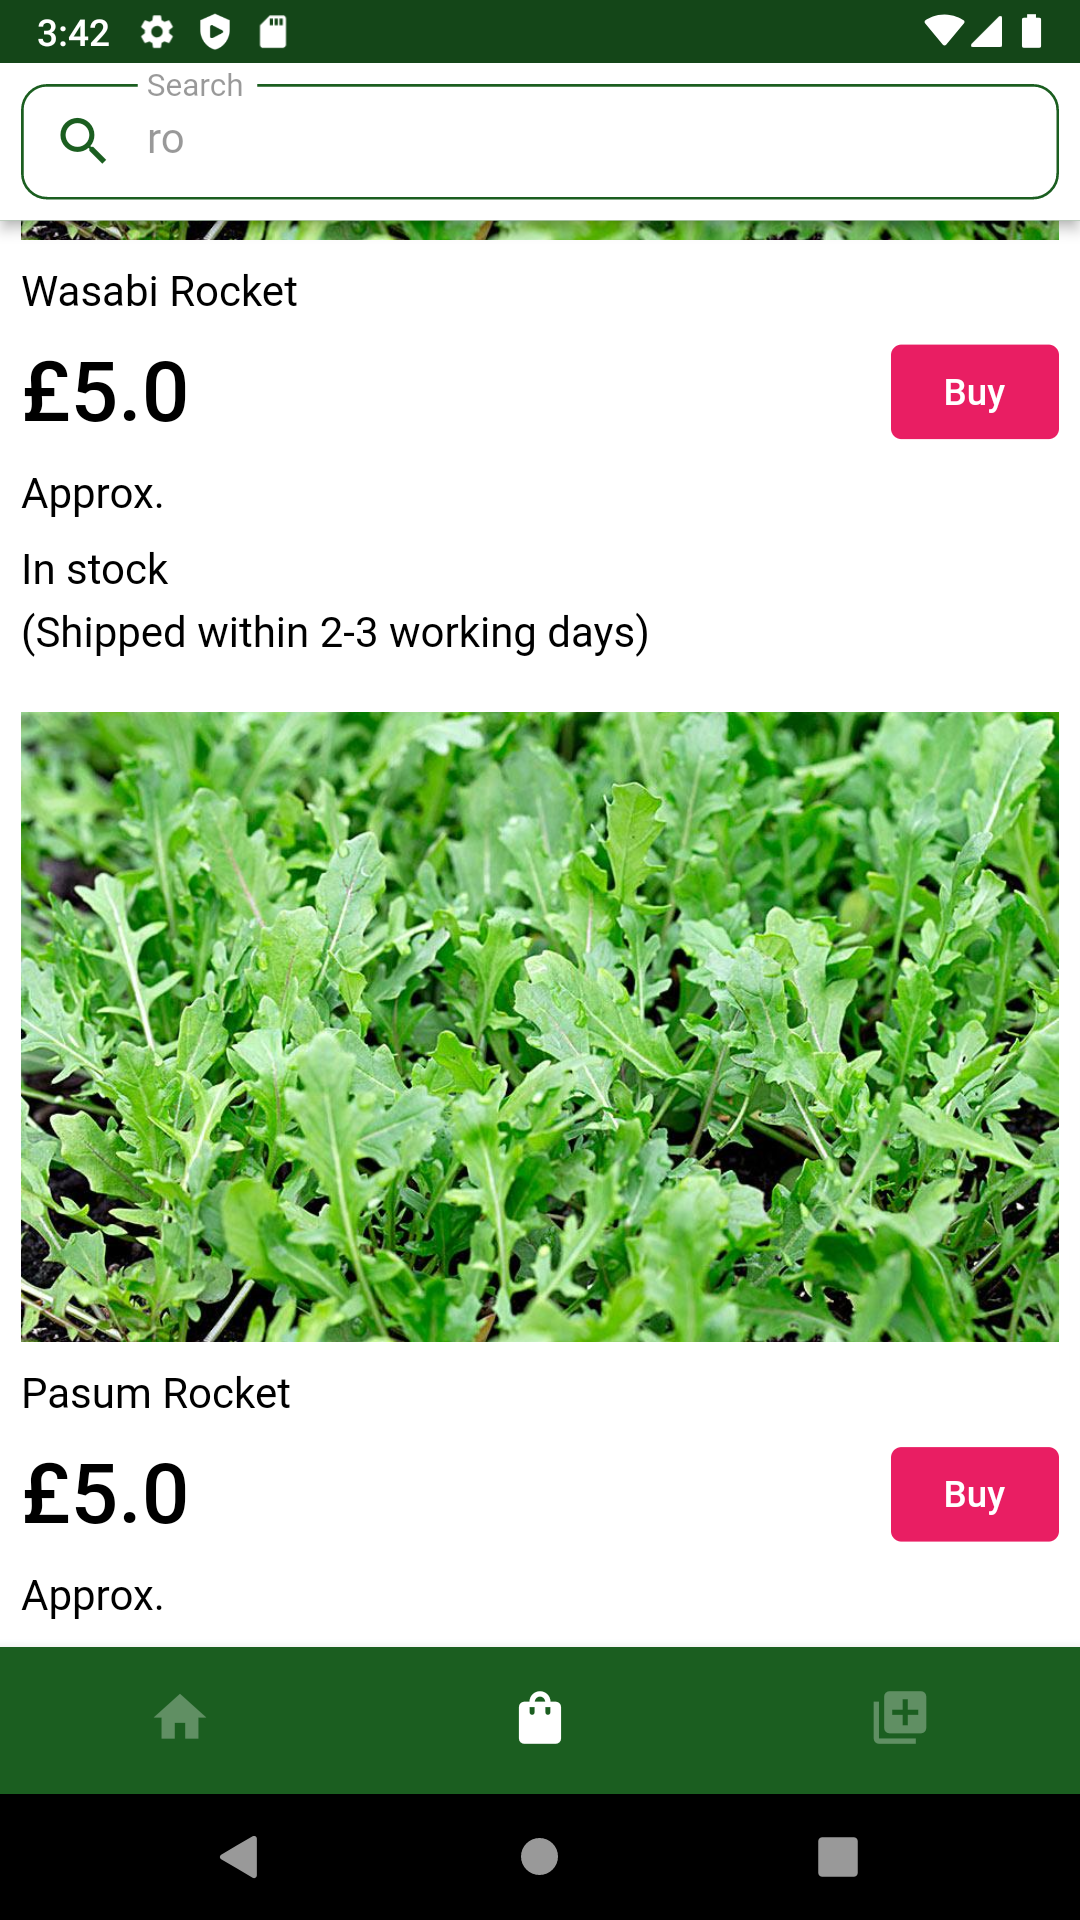 3:42
Search
ro
Wasabi Rocket
£5.0
Buy
Approx.
In stock
(Shipped within 2-3 working days)
Pasum Rocket
£5.0
Buy
Approx.